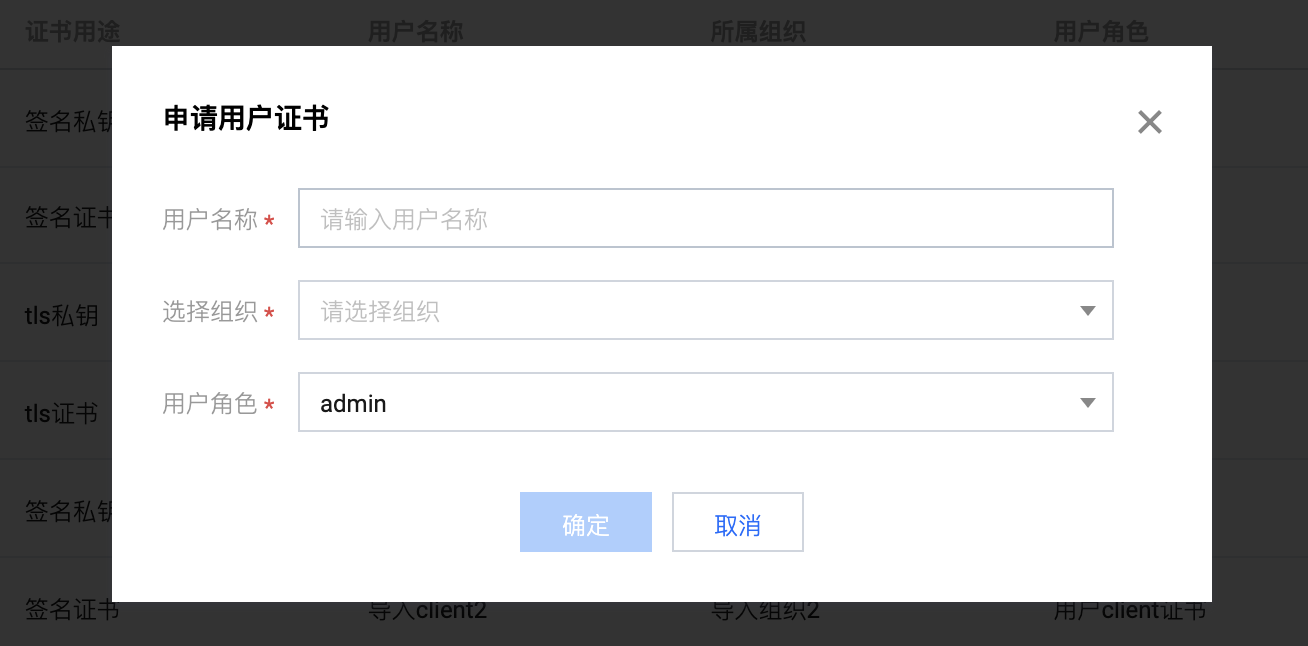 证书用途 用户名称 所属组织 用户角色
申请用户证书
签名私钥
用户名称 * 请输入用户名称
签名证书
选择组织 * 请选择组织
tls私钥
用户角色 * admin
tls证书
签名私钥
确定 取消
签名证书 导入client2 导入组织2 用户client证书